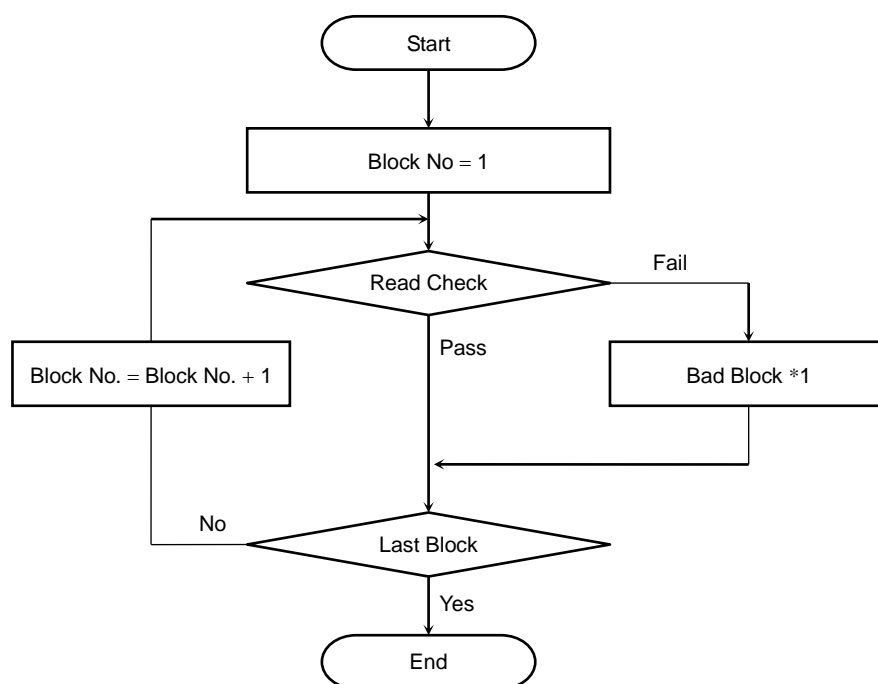 Start
Block No = 1
Read Check
Fail
Pass
Block No. = Block No. + 1
Bad Block *1
No
Last Block
Yes
End